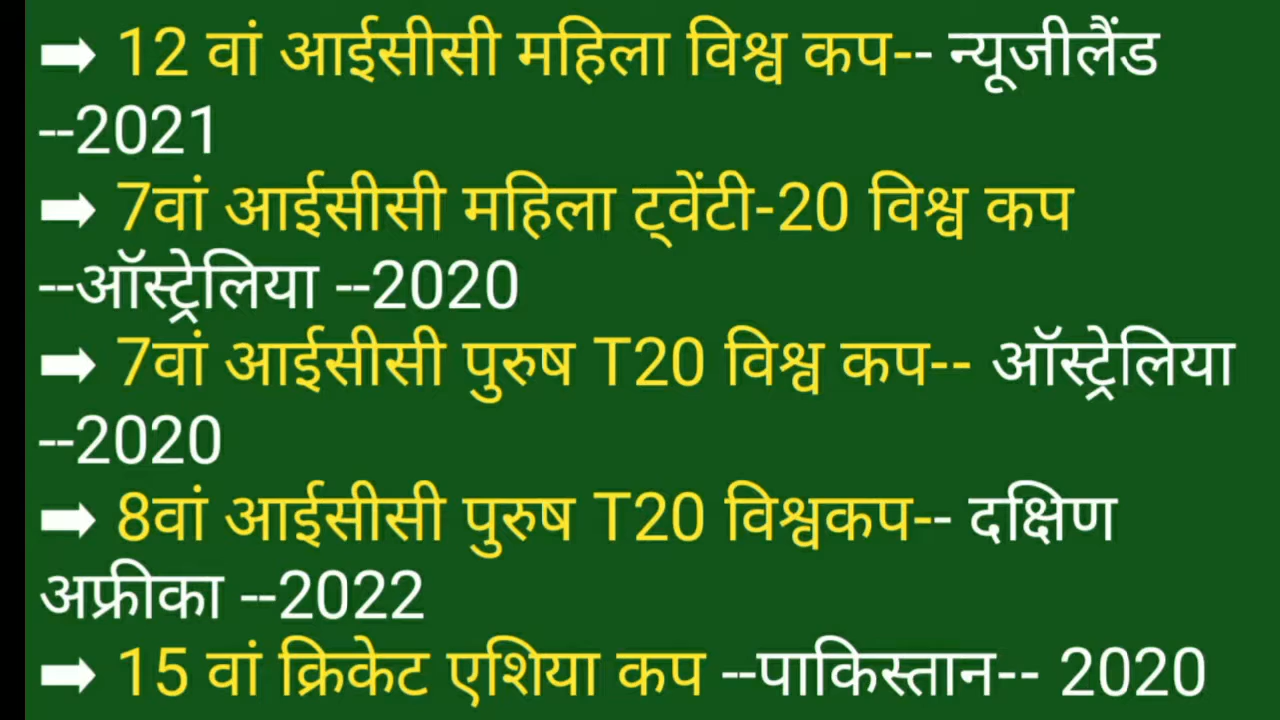 ➡ 12 वां आईसीसी महिला विश्व कप-- न्यूजीलैंड
--2021
➡ 7वां आईसीसी महिला ट्वेंटी-20 विश्व कप
--ऑस्ट्रेलिया --2020
➡ 7वां आईसीसी पुरुष T20 विश्व कप-- ऑस्ट्रेलिया
--2020
➡ 8वां आईसीसी पुरुष T20 विश्वकप-- दक्षिण
अफ्रीका --2022
➡ 15 वां क्रिकेट एशिया कप --पाकिस्तान-- 2020